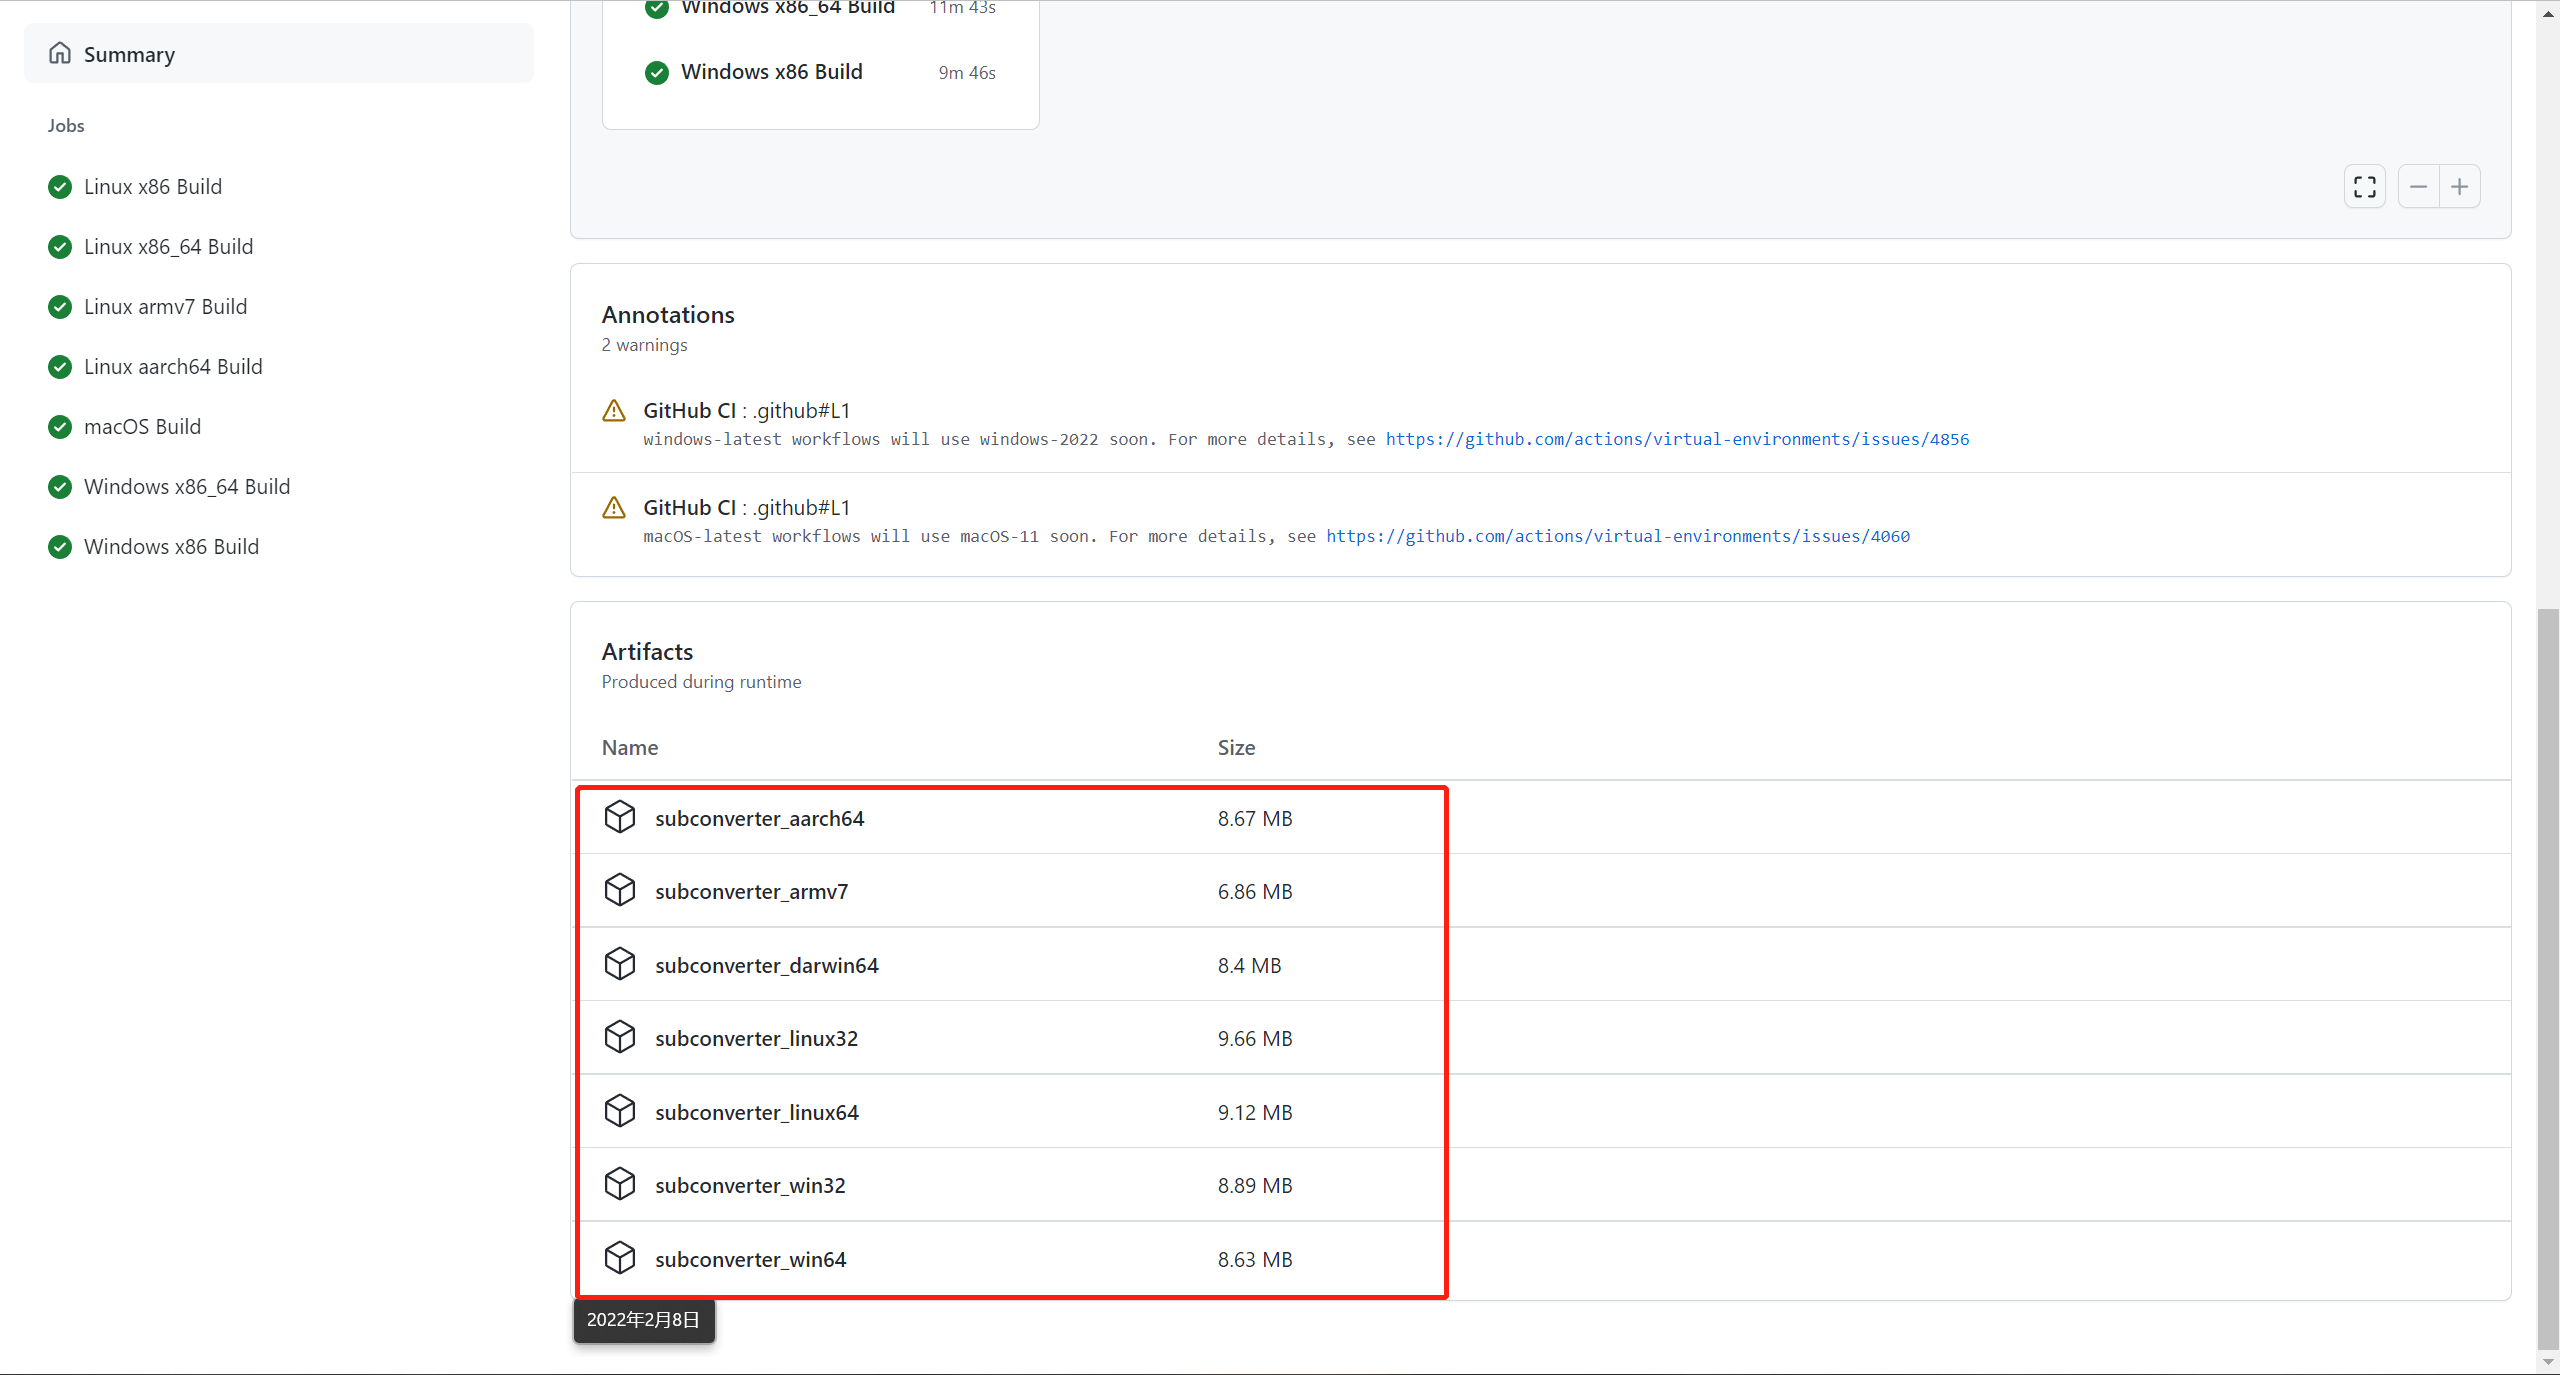 Summary
Jobs
Linux x86 Build
Linux x86_64 Build
Linux armv7 Build
Linux aarch64 Build
macOS Build
Windows x86_64 Build
Windows x86 Build
Windows x86_64 Build 11m 43s
Windows x86 Build 9m 46s
Annotations
2 warnings
GitHub CI : .github#L1
windows-latest workflows will use windows-2022 soon. For more details, see https://github.com/actions/virtual-environments/issues/4856
GitHub CI : .github#L1
macOS-latest workflows will use macOS-11 soon. For more details, see https://github.com/actions/virtual-environments/issues/4060
Artifacts
Produced during runtime
Name Size
subconverter_aarch64 8.67 MB
subconverter_armv7 6.86 MB
subconverter_darwin64 8.4 MB
subconverter_linux32 9.66 MB
subconverter_linux64 9.12 MB
subconverter_win32 8.89 MB
subconverter_win64 8.63 MB
2022年2月8日